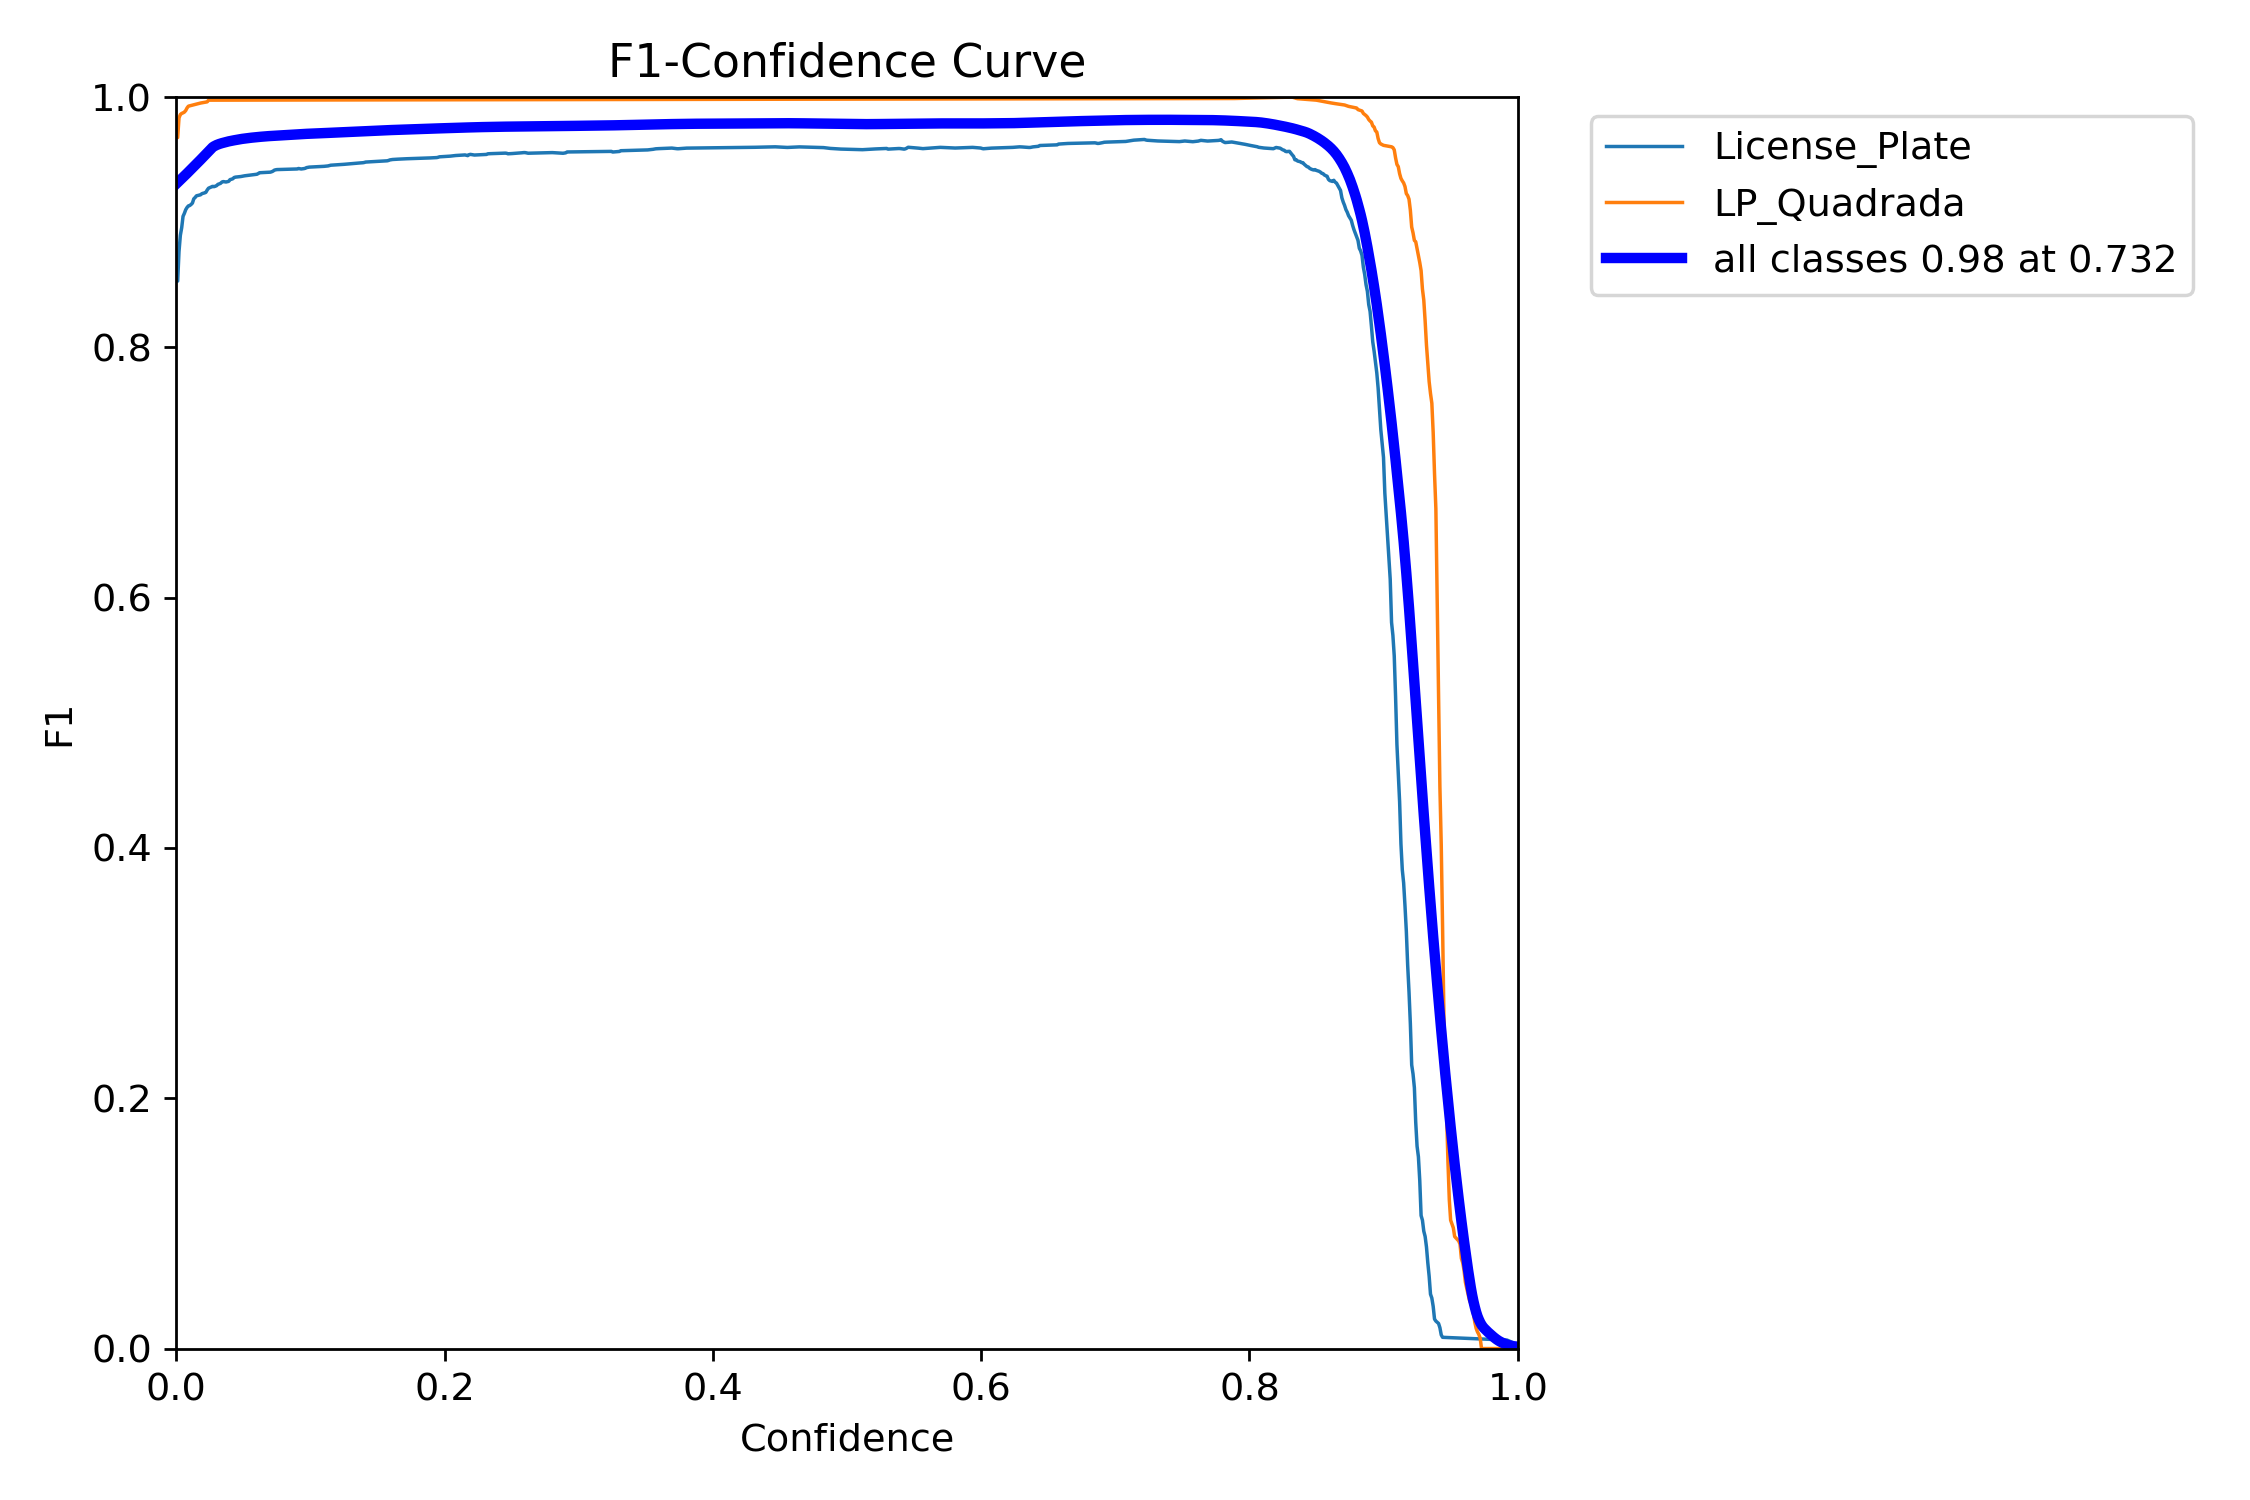 F1-Confidence Curve
1.0
0.8
0.6
0.4
0.2
0.0
F1
0.0 0.2 0.4 0.6 0.8 1.0
Confidence
License_Plate
LP_Quadrada
all classes 0.98 at 0.732